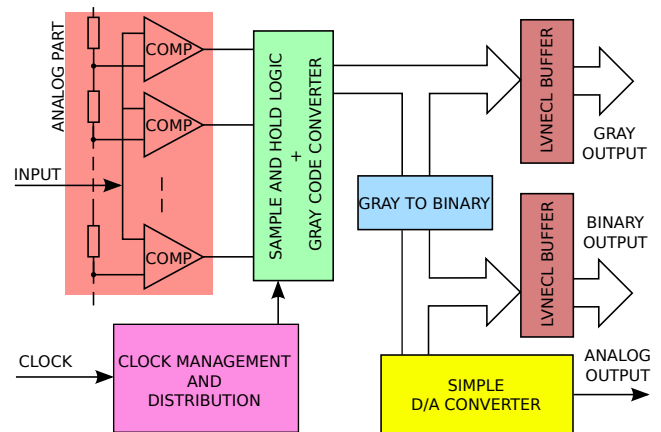 ANALOG PART
COMP
COMP
COMP
INPUT
SAMPLE AND HOLD LOGIC
+
GRAY CODE CONVERTER
LVNECL BUFFER
GRAY
OUTPUT
GRAY TO BINARY
LVNECL BUFFER
BINARY
OUTPUT
CLOCK
CLOCK MANAGEMENT
AND
DISTRIBUTION
SIMPLE
D/A CONVERTER
ANALOG
OUTPUT